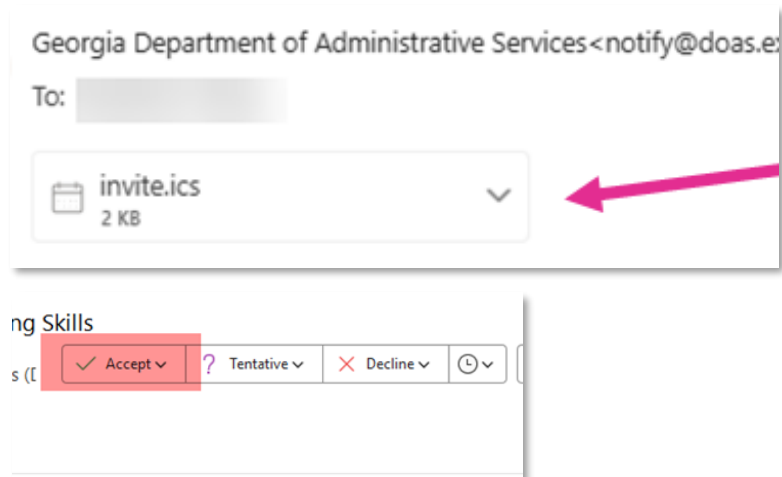 Georgia Department of Administrative Services<notify@doas.e
To:
invite.ics
2 KB
ng Skills
s ([
Accept
? Tentative
Decline